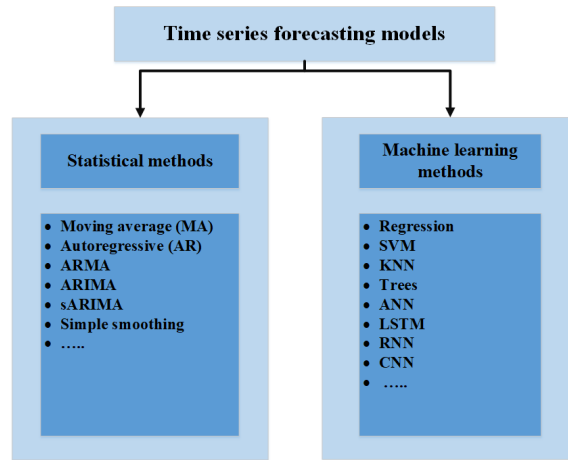 Time series forecasting models
Statistical methods
• Moving average (MA)
• Autoregressive (AR)
• ARMA
• ARIMA
• sARIMA
• Simple smoothing
• …..
Machine learning
methods
• Regression
• SVM
• KNN
• Trees
• ANN
• LSTM
• RNN
• CNN
• …..